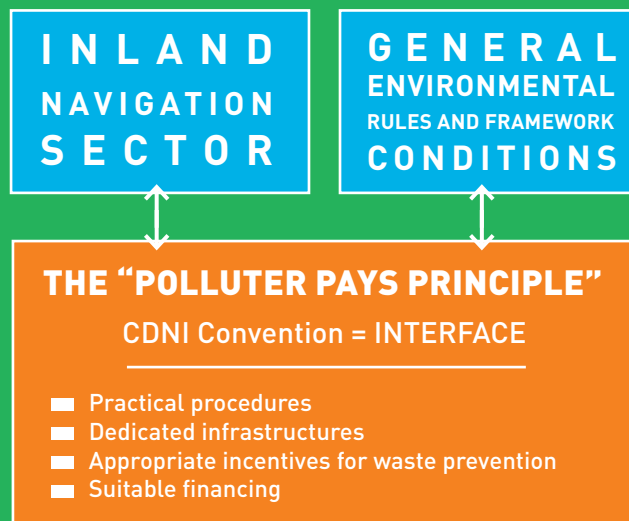 INLAND
NAVIGATION
SECTOR
GENERAL
ENVIRONMENTAL
RULES AND FRAMEWORK
CONDITIONS
THE “POLLUTER PAYS PRINCIPLE”
CDNI Convention = INTERFACE
Practical procedures
Dedicated infrastructures
Appropriate incentives for waste prevention
Suitable financing